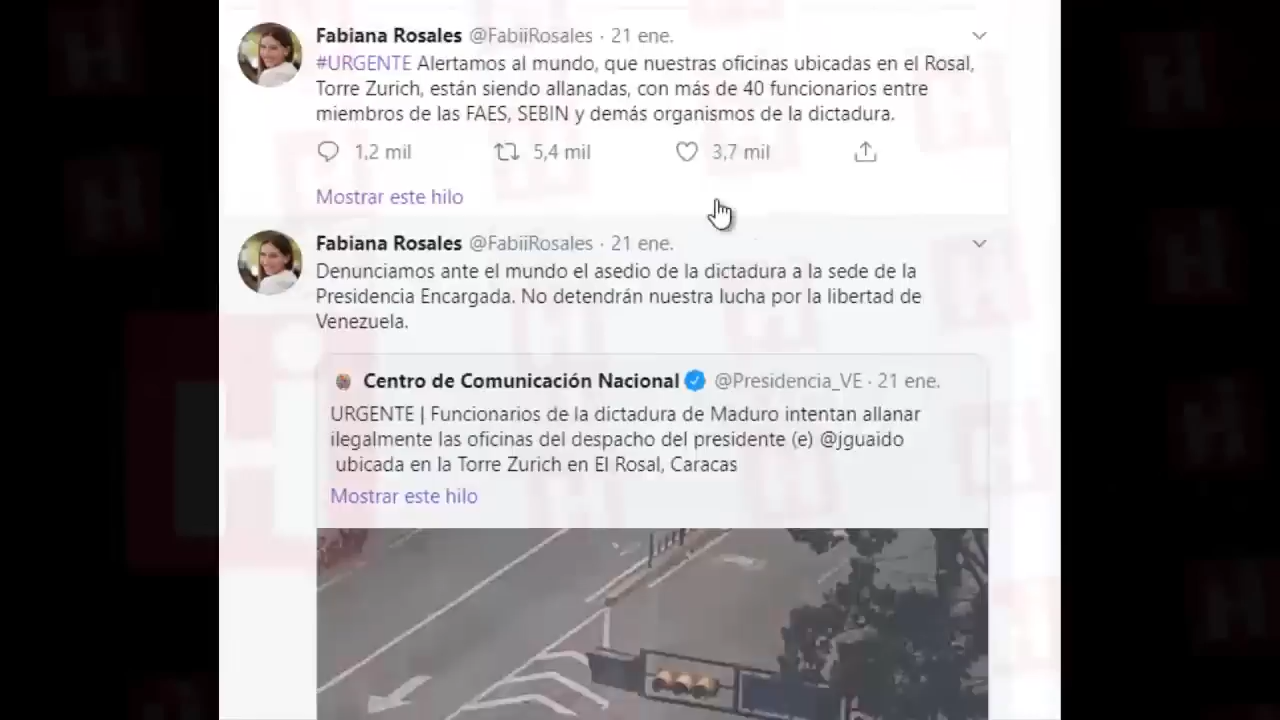 Fabiana Rosales @FabiiRosales · 21 ene.
#URGENTE Alertamos al mundo, que nuestras oficinas ubicadas en el Rosal,
Torre Zurich, están siendo allanadas, con más de 40 funcionarios entre
miembros de las FAES, SEBIN y demás organismos de la dictadura.
1,2 mil 5,4 mil 3,7 mil
Mostrar este hilo
Fabiana Rosales @FabiiRosales · 21 ene.
Denunciamos ante el mundo el asedio de la dictadura a la sede de la
Presidencia Encargada. No detendrán nuestra lucha por la libertad de
Venezuela.
Centro de Comunicación Nacional @Presidencia_VE · 21 ene.
URGENTE | Funcionarios de la dictadura de Maduro intentan allanar
ilegalmente las oficinas del despacho del presidente (e) @jguaido
ubicada en la Torre Zurich en El Rosal, Caracas
Mostrar este hilo